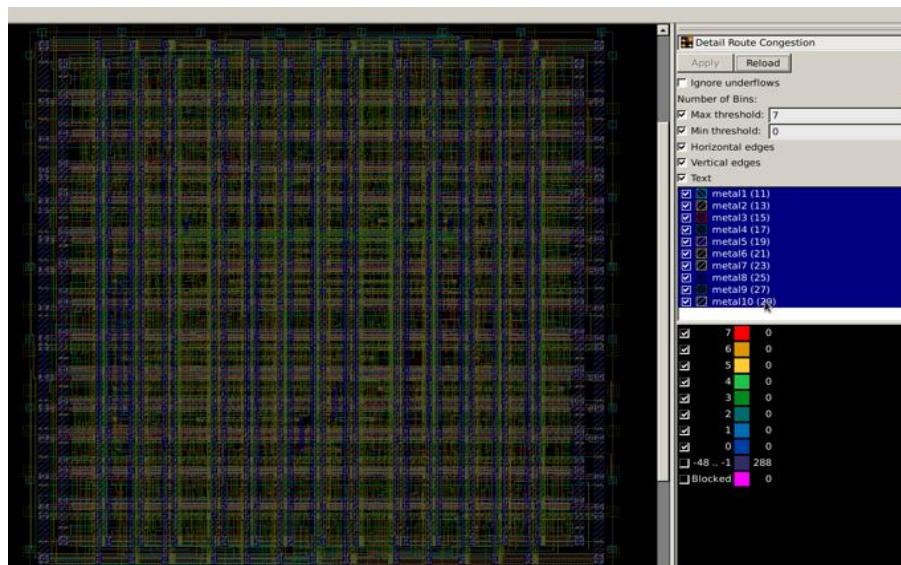 Detail Route Congestion
Apply Reload
Ignore underflows
Number of Bins:
Max threshold: 7
Min threshold: 0
Horizontal edges
Vertical edges
Text
metal1 (11)
metal2 (13)
metal3 (15)
metal4 (17)
metal5 (19)
metal6 (21)
metal7 (23)
metal8 (25)
metal9 (27)
metal10 (29)
7 0
6 0
5 0
4 0
3 0
2 0
1 0
0 0
-48 .. -1 288
Blocked 0